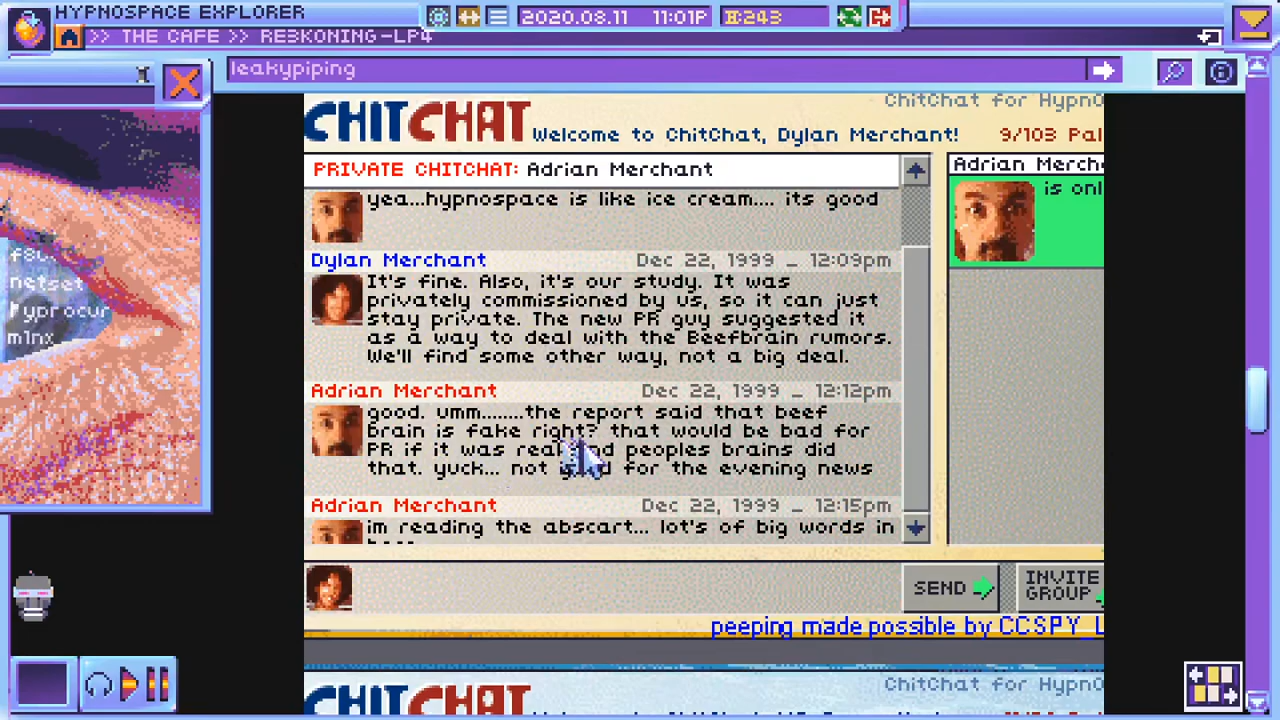 HYPNOSPACE EXPLORER
2020.08.11 11:01P
243
>> THE CAFE >> RE3KONING-LP4
leakypiping
netset
m1nx
CHITCHAT
ChitChat for Hypno
Welcome to ChitChat, Dylan Merchant!
9/103 Pal
PRIVATE CHITCHAT: Adrian Merchant
Adrian Merch
is onl
yea...hypnospace is like ice cream.... its good
Dylan Merchant Dec 22, 1999 _ 12:09pm
It's fine. Also, it's our study. It was
privately commissioned by us, so it can just
stay private. The new PR guy suggested it
as a way to deal with the Beefbrain rumors.
We'll find some other way, not a big deal.
Adrian Merchant Dec 22, 1999 _ 12:12pm
good. umm........the report said that beef
brain is fake right? that would be bad for
PR if it was real peoples brains did
that. yuck... not for the evening news
Adrian Merchant Dec 22, 1999 _ 12:15pm
im reading the abscart... lot's of big words in
SEND
INVITE
GROUP
peeping made possible by CCSPY_L
CHITCHAT
ChitChat for Hypno